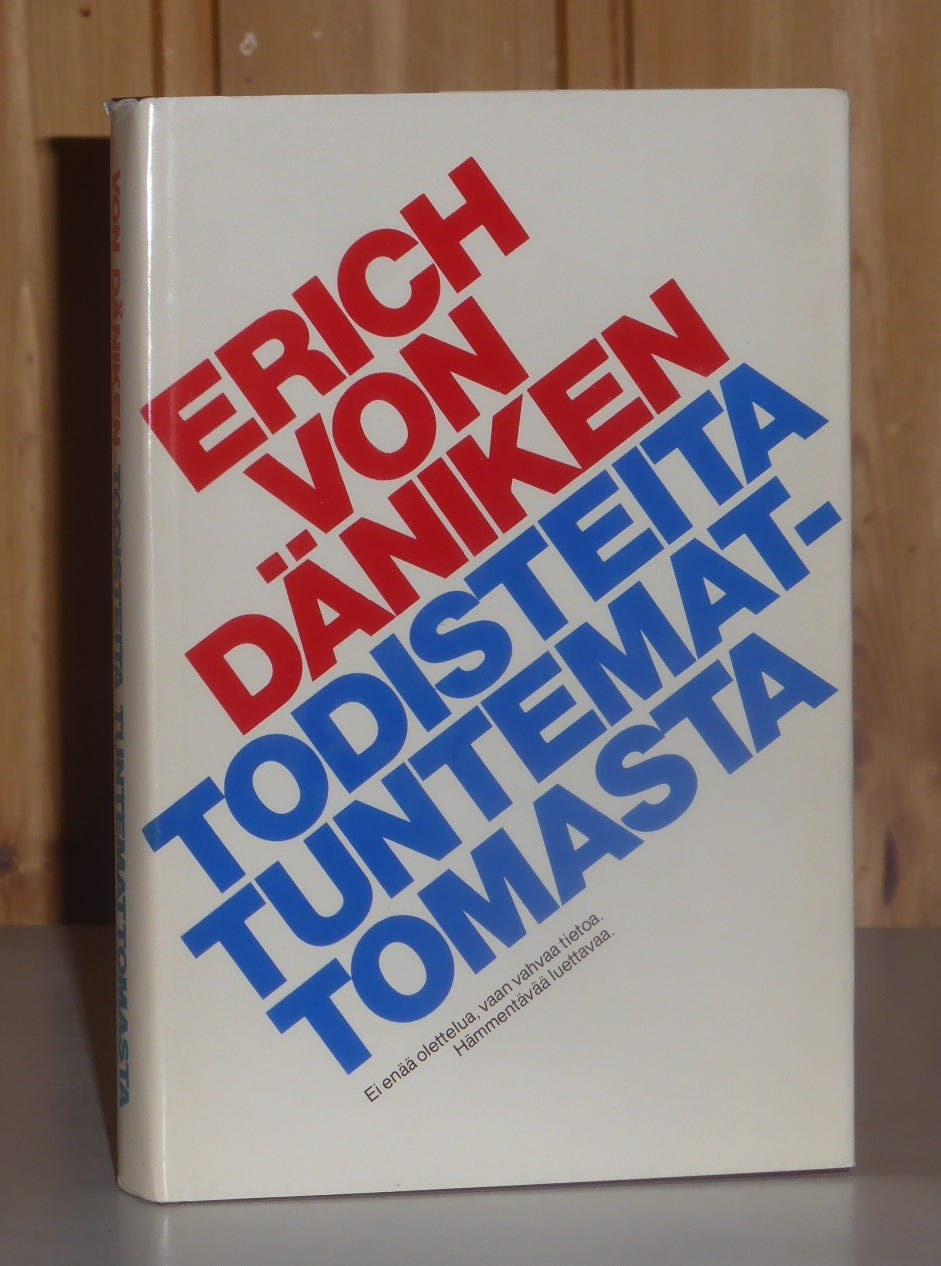 ERICH
VON
DÄNIKEN
TODISTEITA
TUNTEMAT-
TOMASTA
Ei enää olettelua, vaan vahvaa tietoa.
Hämmentävää luettavaa.
VON DÄNIKEN TODISTEITA TUNTEMATTOMASTA